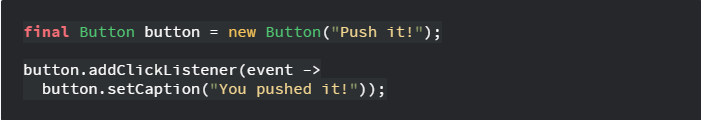 final Button button = new Button("Push it!");
button.addClickListener(event ->
button.setCaption("You pushed it!"));